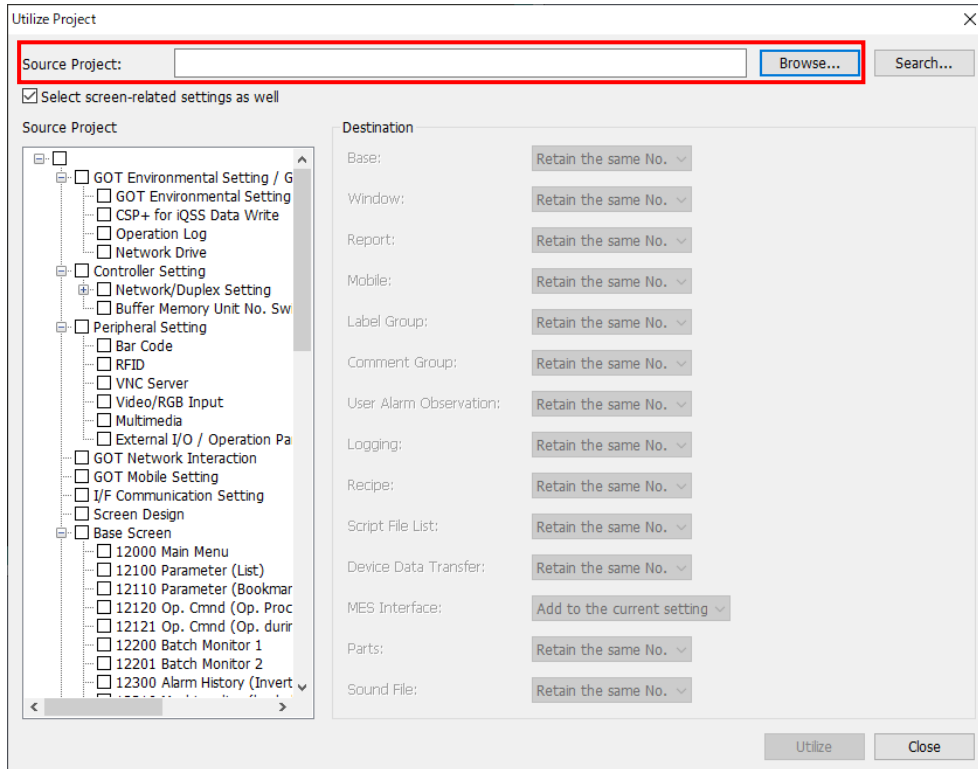 Utilize Project
Source Project:
Browse...
Search...
Select screen-related settings as well
Source Project
GOT Environmental Setting / G
GOT Environmental Setting
CSP+ for iQSS Data Write
Operation Log
Network Drive
Controller Setting
Network/Duplex Setting
Buffer Memory Unit No. Sw
Peripheral Setting
Bar Code
RFID
VNC Server
Video/RGB Input
Multimedia
External I/O / Operation Pa
GOT Network Interaction
GOT Mobile Setting
I/F Communication Setting
Screen Design
Base Screen
12000 Main Menu
12100 Parameter (List)
12110 Parameter (Bookmar
12120 Op. Cmnd (Op. Proc
12121 Op. Cmnd (Op. durir
12200 Batch Monitor 1
12201 Batch Monitor 2
12300 Alarm History (Invert
Destination
Base: Retain the same No.
Window: Retain the same No.
Report: Retain the same No.
Mobile: Retain the same No.
Label Group: Retain the same No.
Comment Group: Retain the same No.
User Alarm Observation: Retain the same No.
Logging: Retain the same No.
Recipe: Retain the same No.
Script File List: Retain the same No.
Device Data Transfer: Retain the same No.
MES Interface: Add to the current setting
Parts: Retain the same No.
Sound File: Retain the same No.
Utilize
Close